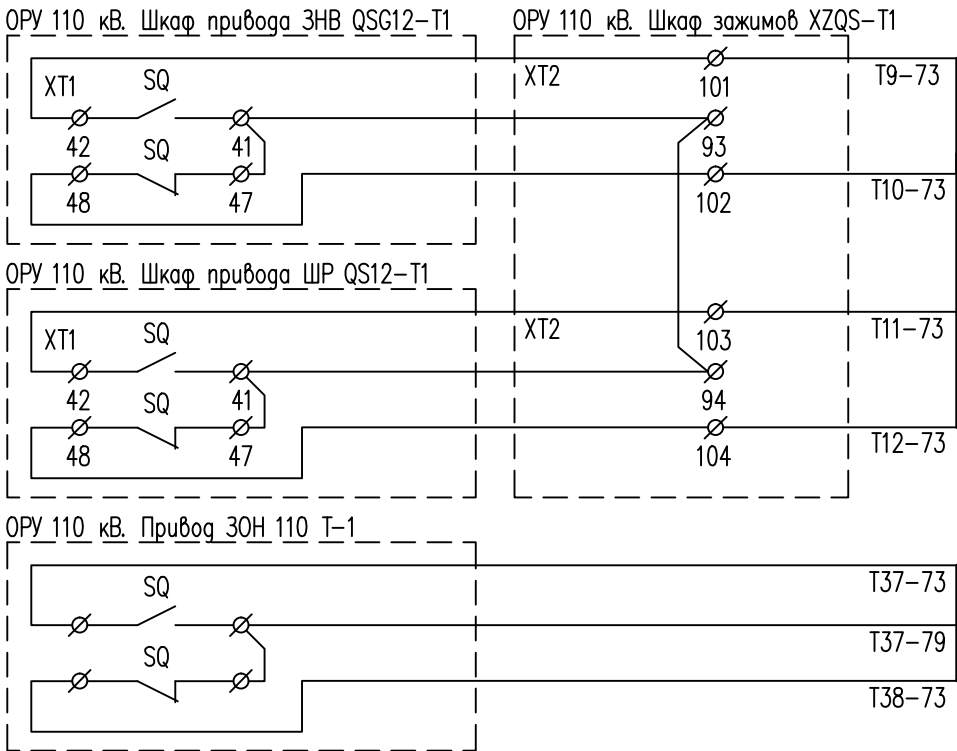 ОРУ 110 кВ. Шкаф привода ЗНВ QSG12-T1
ОРУ 110 кВ. Шкаф зажимов XZQS-T1
XT1
SQ
XT2
101
T9-73
42
41
93
SQ
48
47
102
T10-73
ОРУ 110 кВ. Шкаф привода ШР QS12-T1
XT1
SQ
XT2
103
T11-73
42
41
94
SQ
48
47
104
T12-73
ОРУ 110 кВ. Привод ЗОН 110 Т-1
SQ
T37-73
SQ
T37-79
T38-73